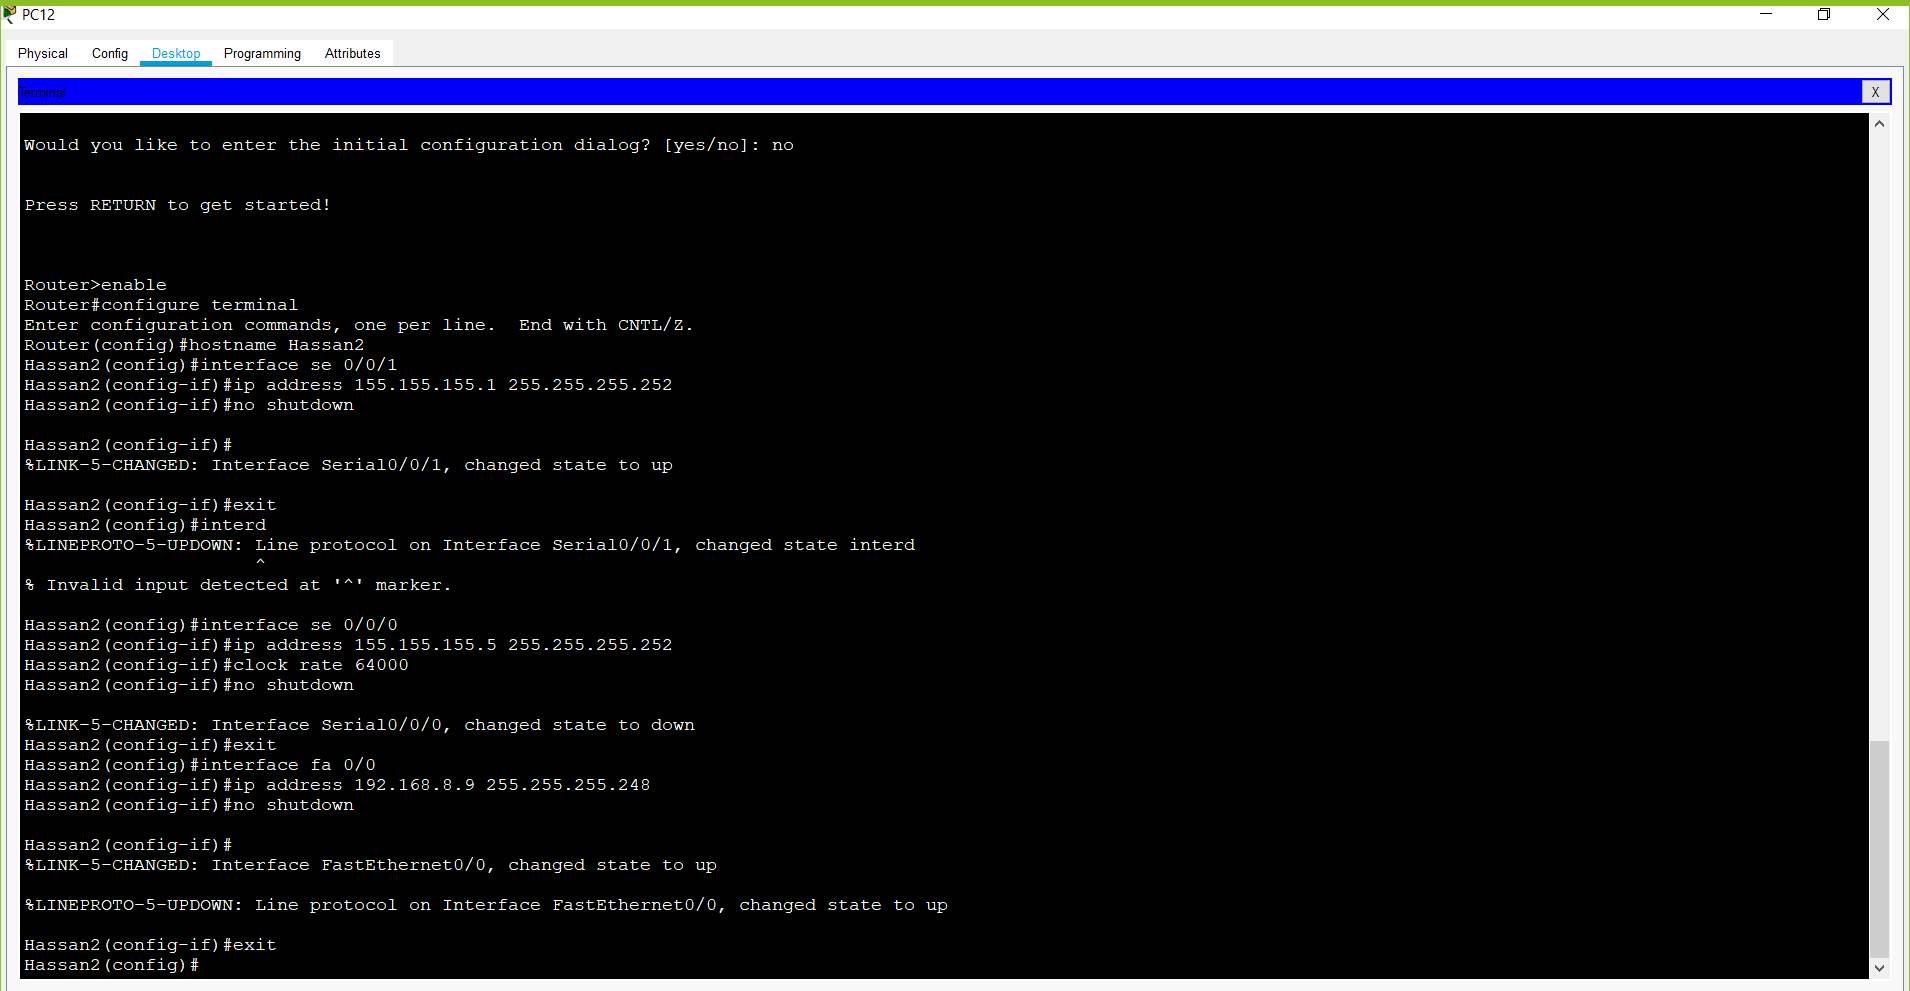 PC12
Physical Config Desktop Programming Attributes
Terminal
X
Would you like to enter the initial configuration dialog? [yes/no]: no
Press RETURN to get started!
Router>enable
Router#configure terminal
Enter configuration commands, one per line.  End with CNTL/Z.
Router(config)#hostname Hassan2
Hassan2(config)#interface se 0/0/1
Hassan2(config-if)#ip address 155.155.155.1 255.255.255.252
Hassan2(config-if)#no shutdown
Hassan2(config-if)#
%LINK-5-CHANGED: Interface Serial0/0/1, changed state to up
Hassan2(config-if)#exit
Hassan2(config)#interd
%LINEPROTO-5-UPDOWN: Line protocol on Interface Serial0/0/1, changed state interd
^
% Invalid input detected at '^' marker.
Hassan2(config)#interface se 0/0/0
Hassan2(config-if)#ip address 155.155.155.5 255.255.255.252
Hassan2(config-if)#clock rate 64000
Hassan2(config-if)#no shutdown
%LINK-5-CHANGED: Interface Serial0/0/0, changed state to down
Hassan2(config-if)#exit
Hassan2(config)#interface fa 0/0
Hassan2(config-if)#ip address 192.168.8.9 255.255.255.248
Hassan2(config-if)#no shutdown
Hassan2(config-if)#
%LINK-5-CHANGED: Interface FastEthernet0/0, changed state to up
%LINEPROTO-5-UPDOWN: Line protocol on Interface FastEthernet0/0, changed state to up
Hassan2(config-if)#exit
Hassan2(config)#